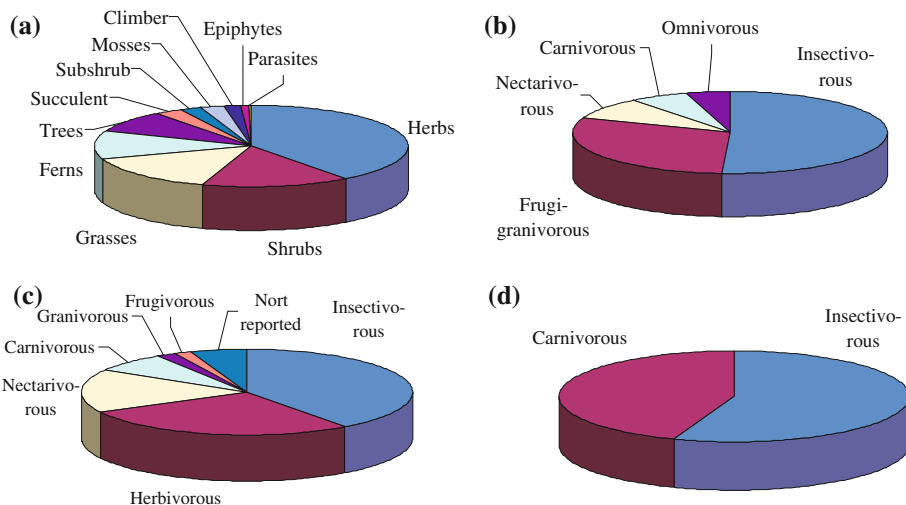 (a)
Climber
Epiphytes
Mosses
Parasites
Subshrub
Succulent
Trees
Herbs
Ferns
Grasses
Shrubs
(b)
Omnivorous
Carnivorous
Insectivo-
rous
Nectarivo-
rous
Frugi-
granivorous
(c)
Frugivorous
Nort
reported
Insectivo-
rous
Granivorous
Carnivorous
Nectarivo-
rous
Herbivorous
(d)
Carnivorous
Insectivo-
rous